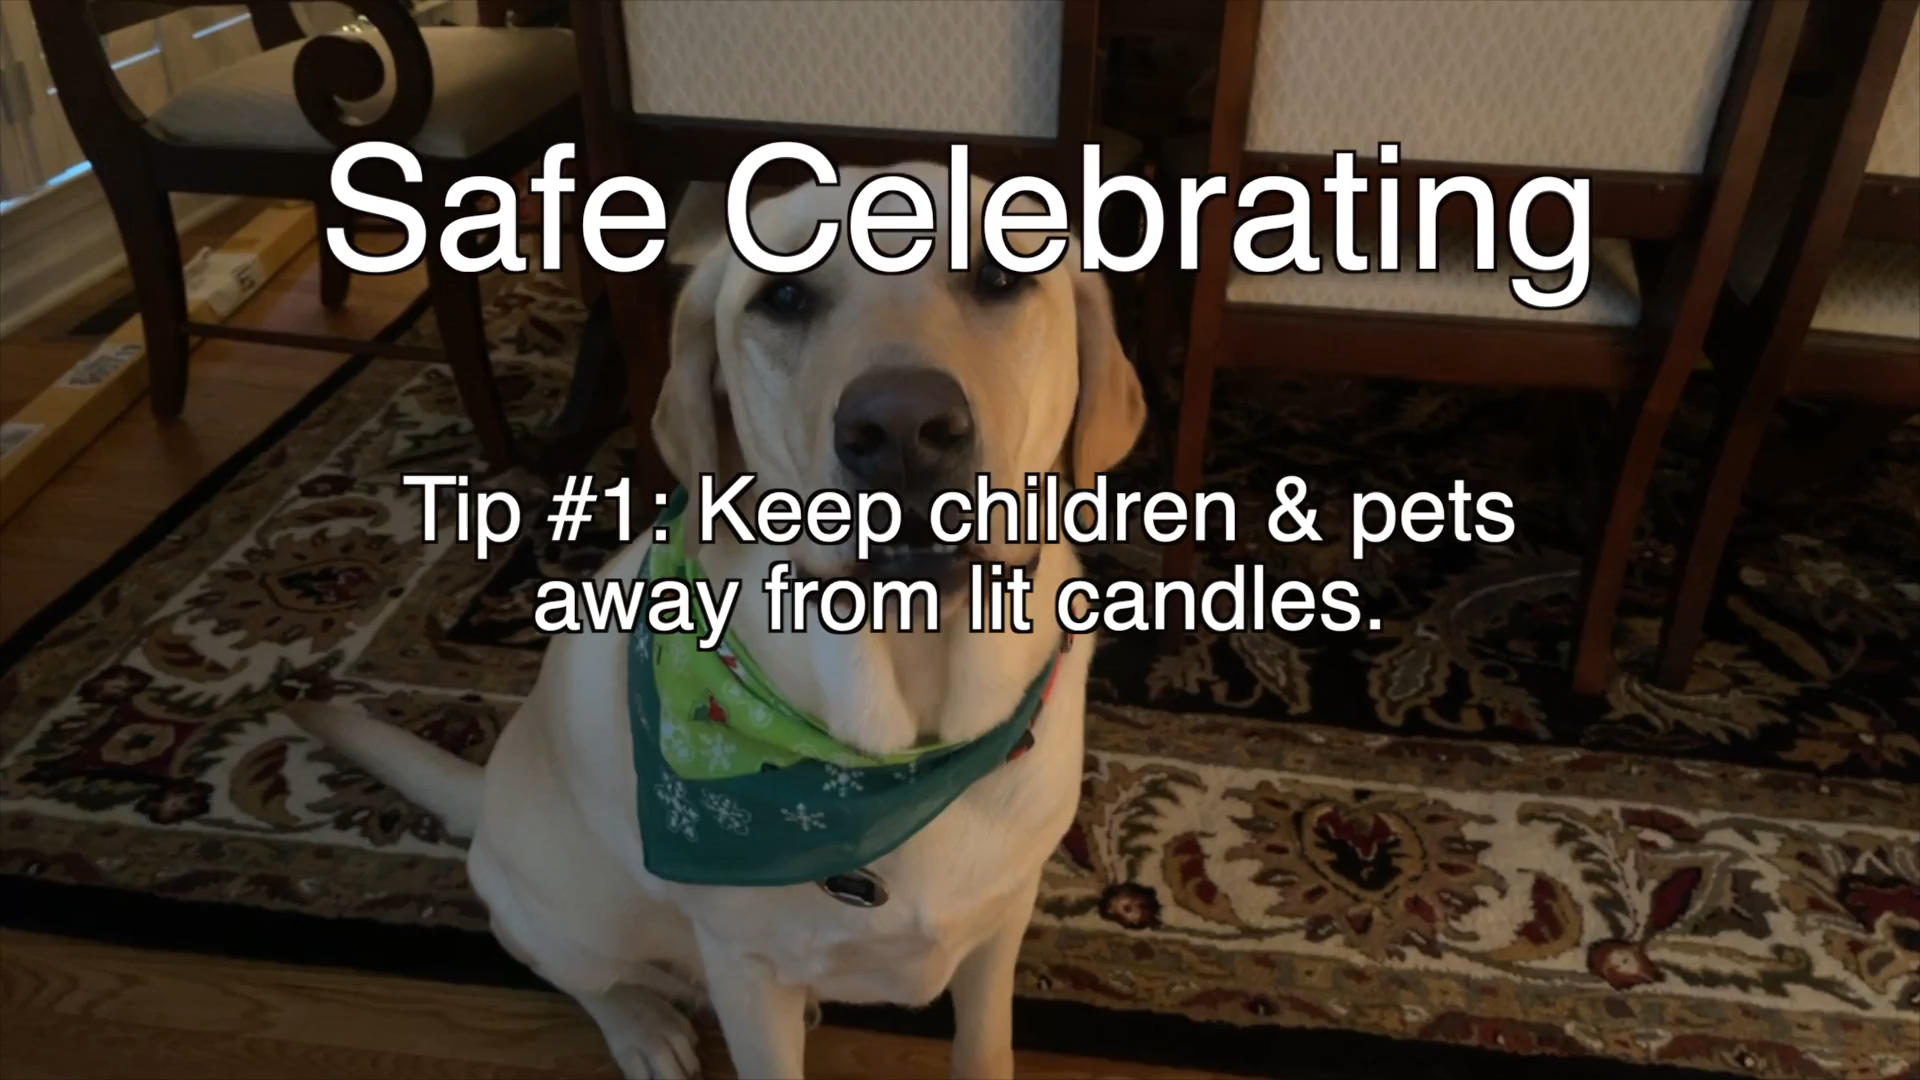 Safe Celebrating
Tip #1: Keep children & pets
away from lit candles.